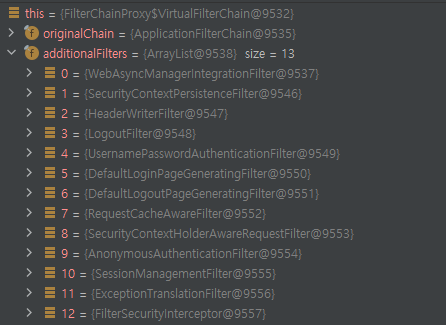 this = {FilterChainProxy$VirtualFilterChain@9532}
f originalChain = {ApplicationFilterChain@9535}
f additionalFilters = {ArrayList@9538} size = 13
0 = {WebAsyncManagerIntegrationFilter@9537}
1 = {SecurityContextPersistenceFilter@9546}
2 = {HeaderWriterFilter@9547}
3 = {LogoutFilter@9548}
4 = {UsernamePasswordAuthenticationFilter@9549}
5 = {DefaultLoginPageGeneratingFilter@9550}
6 = {DefaultLogoutPageGeneratingFilter@9551}
7 = {RequestCacheAwareFilter@9552}
8 = {SecurityContextHolderAwareRequestFilter@9553}
9 = {AnonymousAuthenticationFilter@9554}
10 = {SessionManagementFilter@9555}
11 = {ExceptionTranslationFilter@9556}
12 = {FilterSecurityInterceptor@9557}